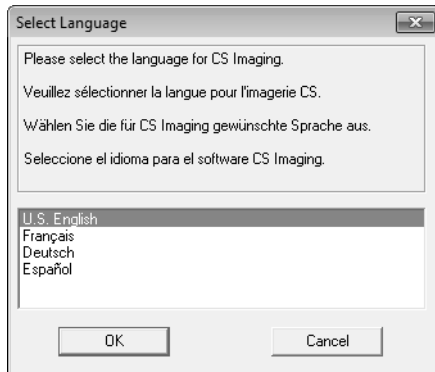 Select Language
Please select the language for CS Imaging.
Veuillez sélectionner la langue pour l'imagerie CS.
Wählen Sie die für CS Imaging gewünschte Sprache aus.
Seleccione el idioma para el software CS Imaging.
U.S. English
Français
Deutsch
Español
OK
Cancel